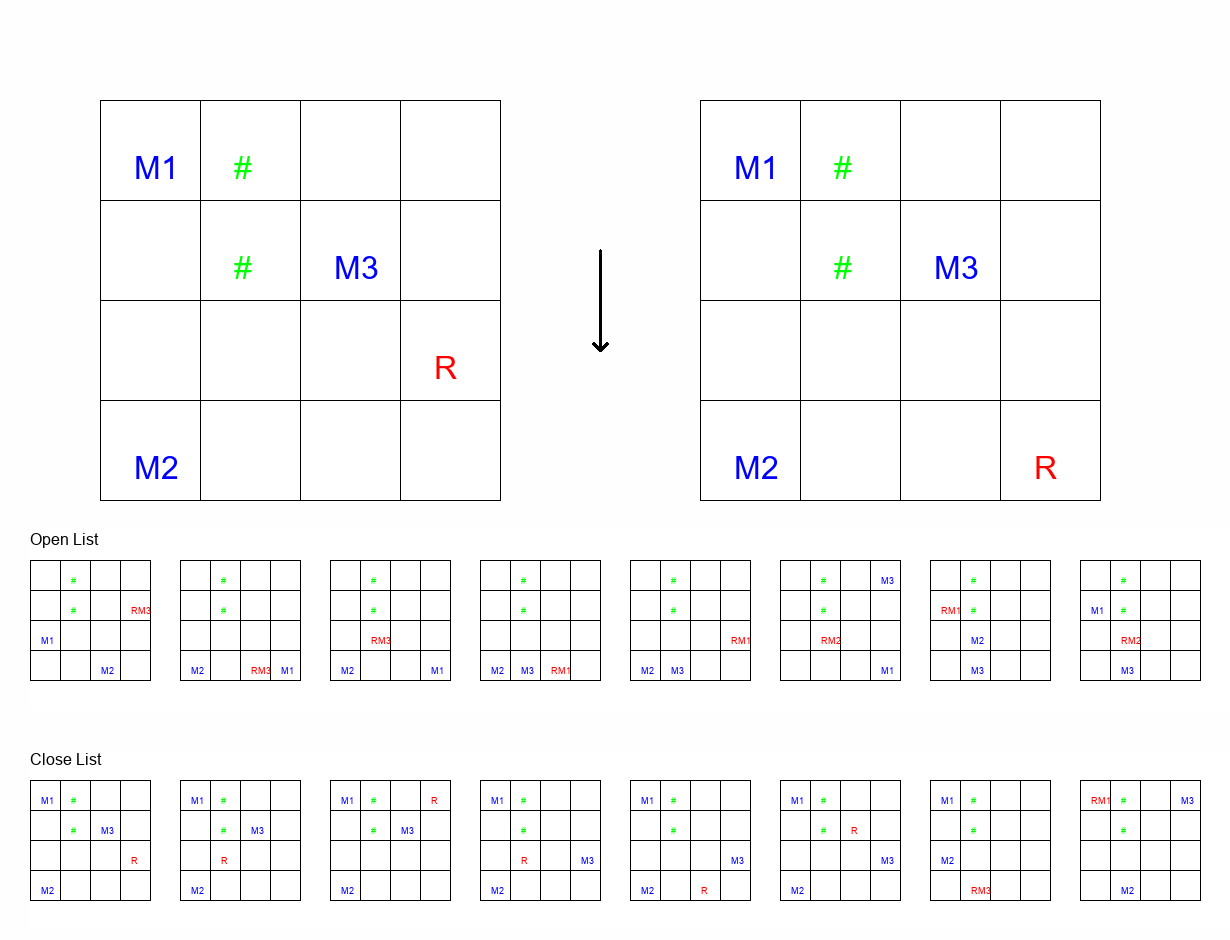 M1 # M1 #
# M3 # M3
R
M2 M2 R
Open List
# # # # # # M3 # #
# RM3 # # # # # RM1 # M1 #
M1 RM3 RM1 RM2 M2 RM2
M2 M2 RM3 M1 M2 M1 M2 M3 RM1 M2 M3 M1 M3 M3
Close List
M1 # M1 # M1 # R M1 # M1 # M1 # M1 # RM1 # M3
# M3 # M3 # M3 # # # R # #
R R R M3 M3 M3 M2
M2 M2 M2 M2 M2 R M2 RM3 M2